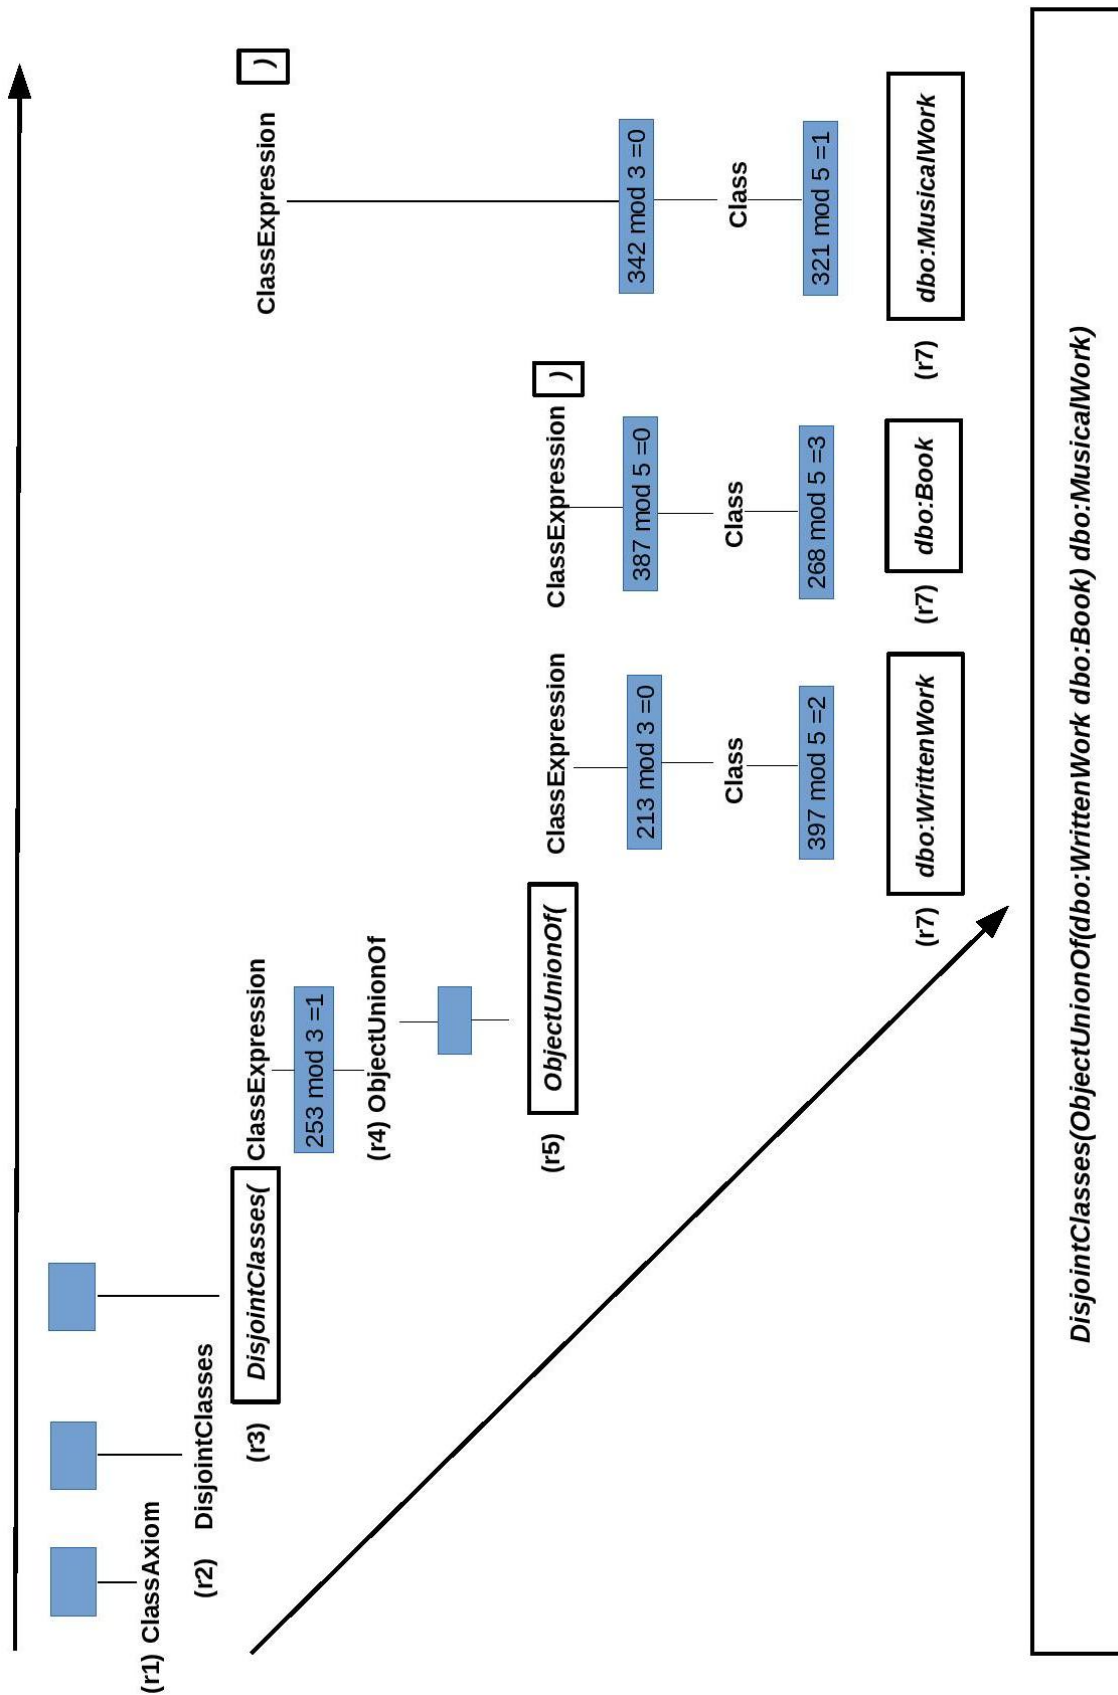 (r1) ClassAxiom
(r2) DisjointClasses
(r3) DisjointClasses( ClassExpression ClassExpression )
253 mod 3 =1
(r4) ObjectUnionOf
(r5) ObjectUnionOf( ClassExpression ClassExpression )
213 mod 3 =0 387 mod 5 =0 342 mod 3 =0
Class Class Class
397 mod 5 =2 268 mod 5 =3 321 mod 5 =1
(r7) dbo:WrittenWork (r7) dbo:Book (r7) dbo:MusicalWork
DisjointClasses(ObjectUnionOf(dbo:WrittenWork dbo:Book) dbo:MusicalWork)